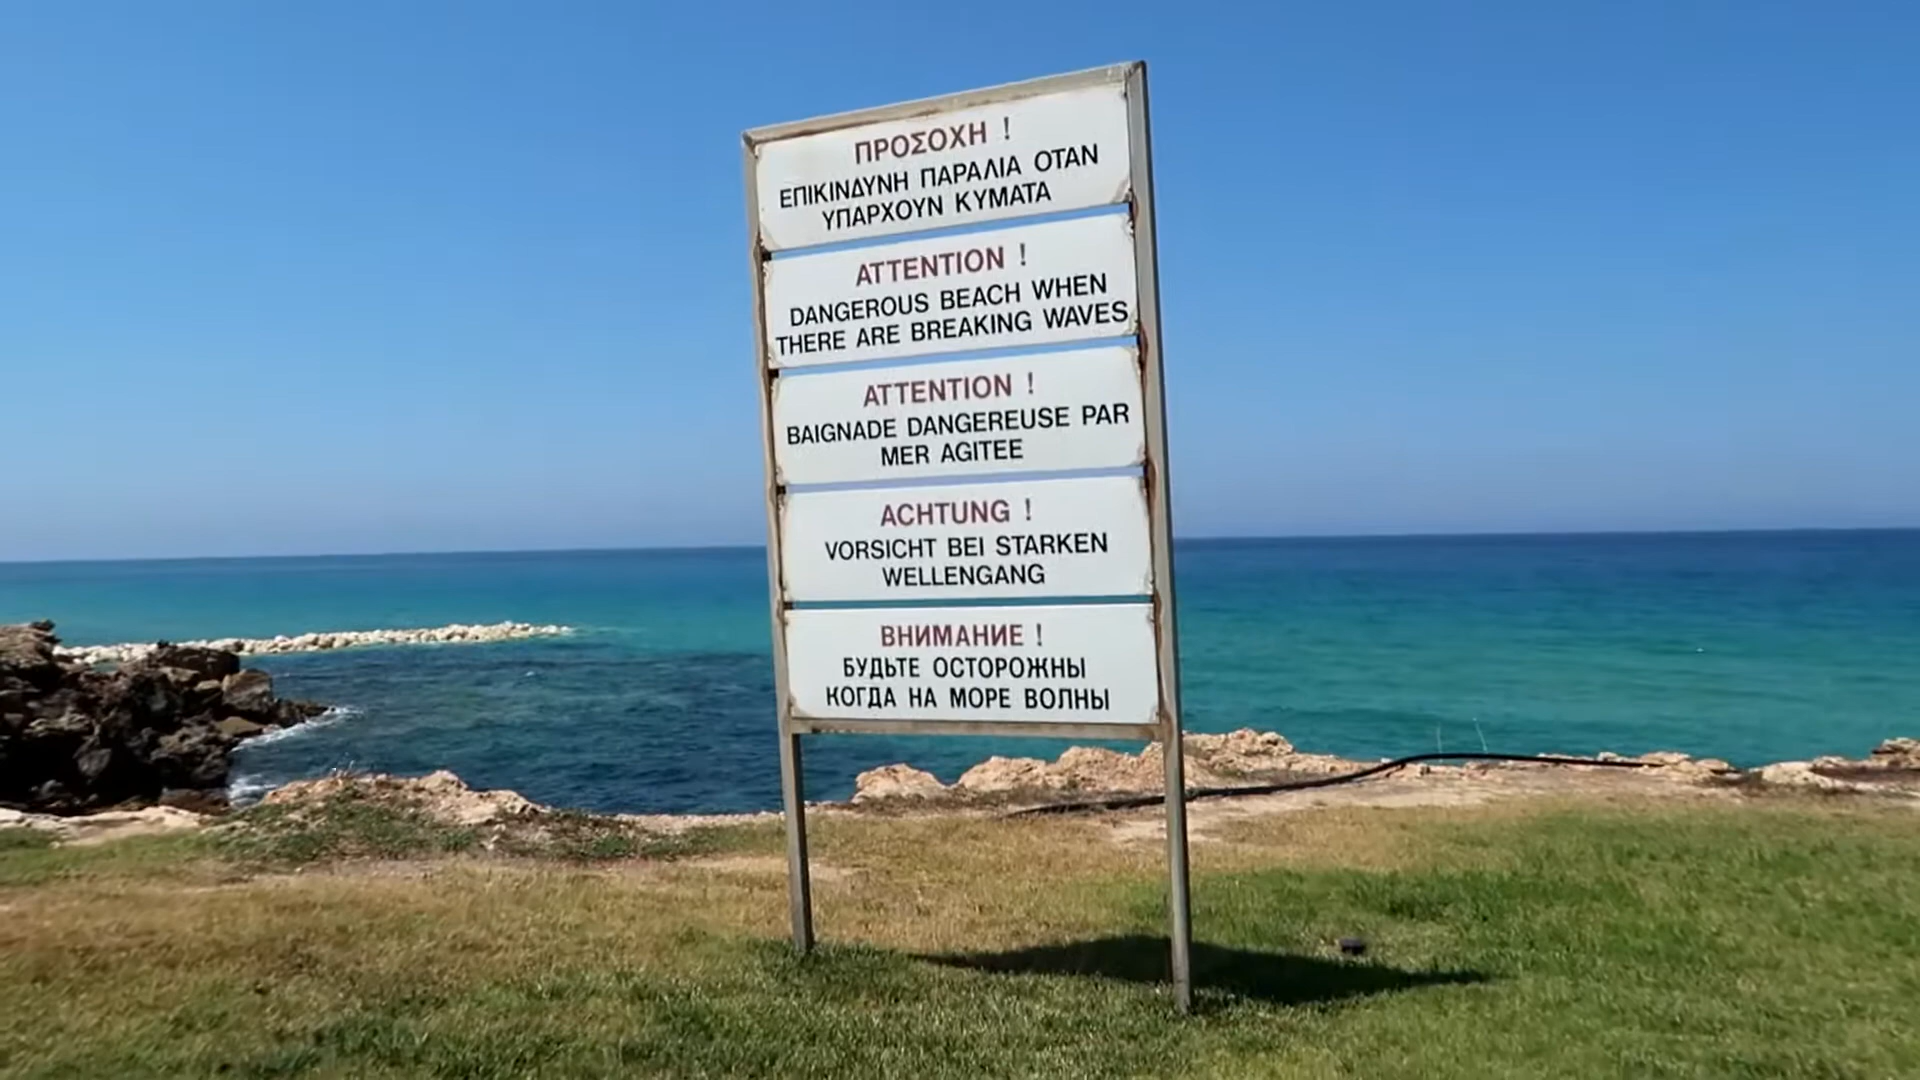 ΠΡΟΣΟΧΗ !
ΕΠΙΚΙΝΔΥΝΗ ΠΑΡΑΛΙΑ ΟΤΑΝ
ΥΠΑΡΧΟΥΝ ΚΥΜΑΤΑ
ATTENTION !
DANGEROUS BEACH WHEN
THERE ARE BREAKING WAVES
ATTENTION !
BAIGNADE DANGEREUSE PAR
MER AGITEE
ACHTUNG !
VORSICHT BEI STARKEN
WELLENGANG
ВНИМАНИЕ !
БУДЬТЕ ОСТОРОЖНЫ
КОГДА НА МОРЕ ВОЛНЫ